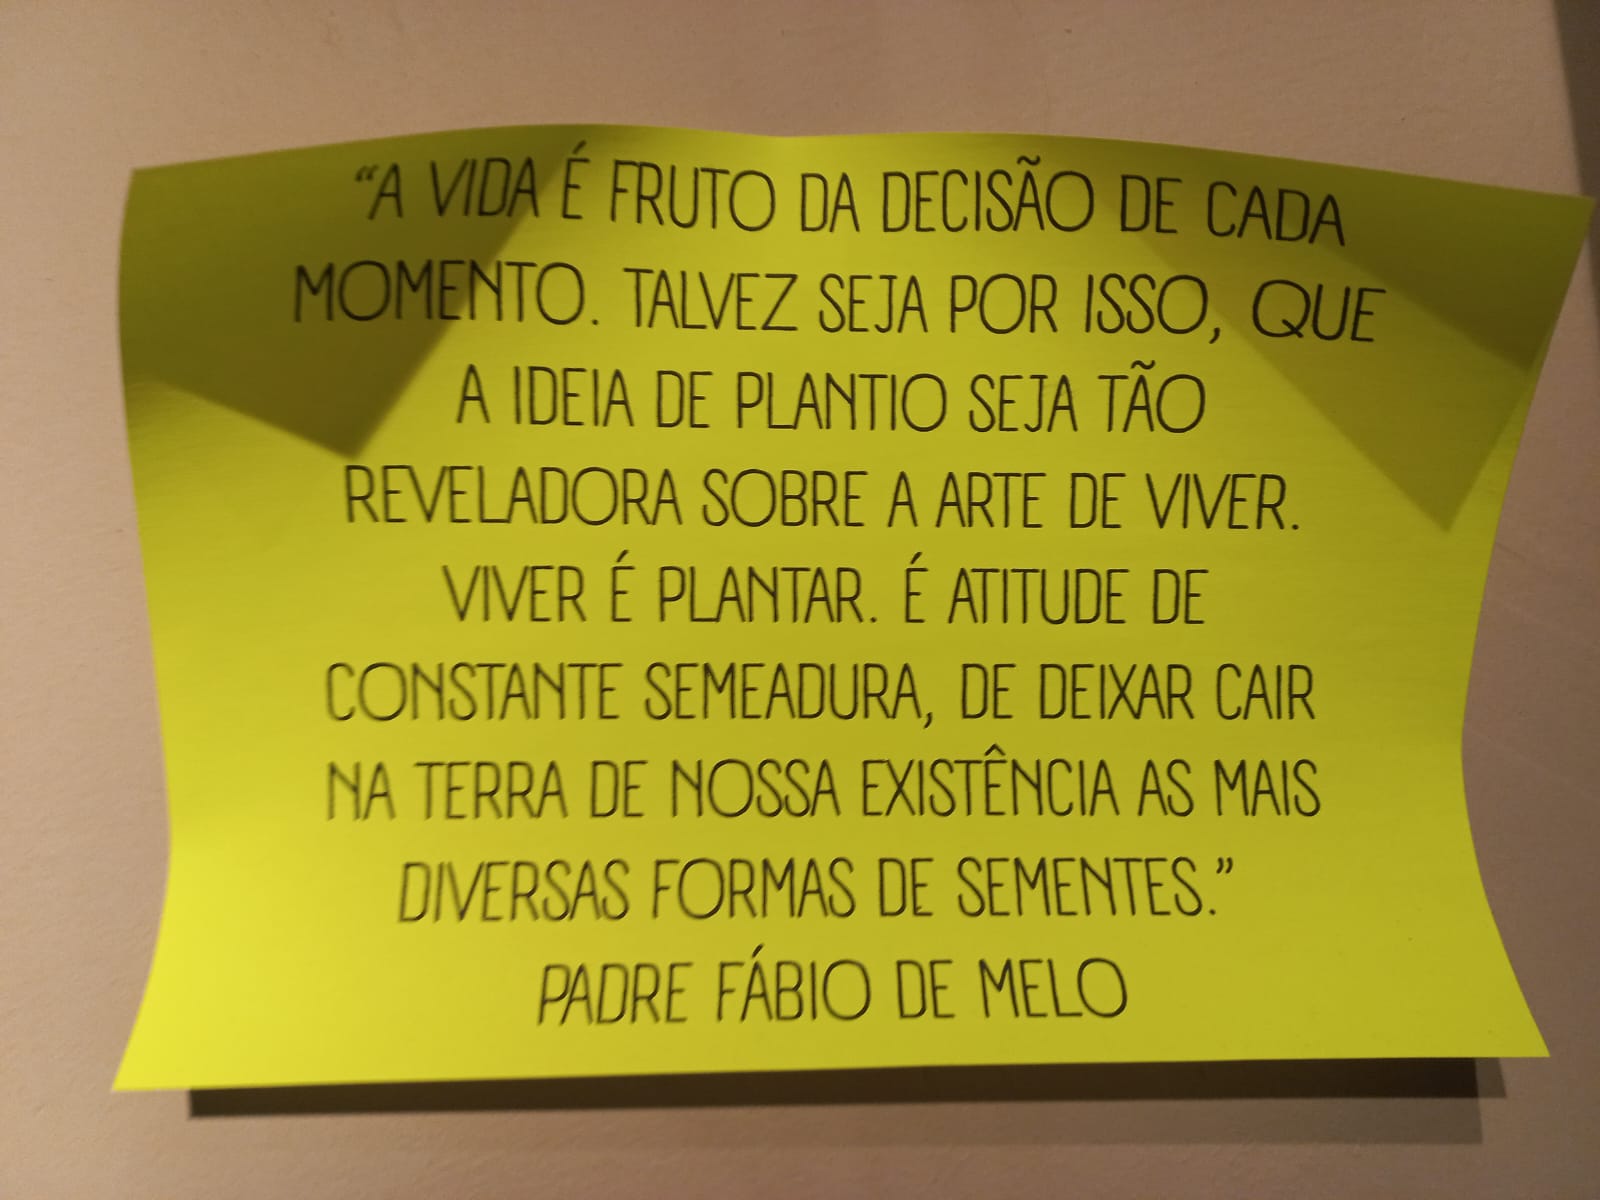 “A VIDA É FRUTO DA DECISÃO DE CADA
MOMENTO. TALVEZ SEJA POR ISSO, QUE
A IDEIA DE PLANTIO SEJA TÃO
REVELADORA SOBRE A ARTE DE VIVER.
VIVER É PLANTAR. É ATITUDE DE
CONSTANTE SEMEADURA, DE DEIXAR CAIR
NA TERRA DE NOSSA EXISTÊNCIA AS MAIS
DIVERSAS FORMAS DE SEMENTES.”
PADRE FÁBIO DE MELO